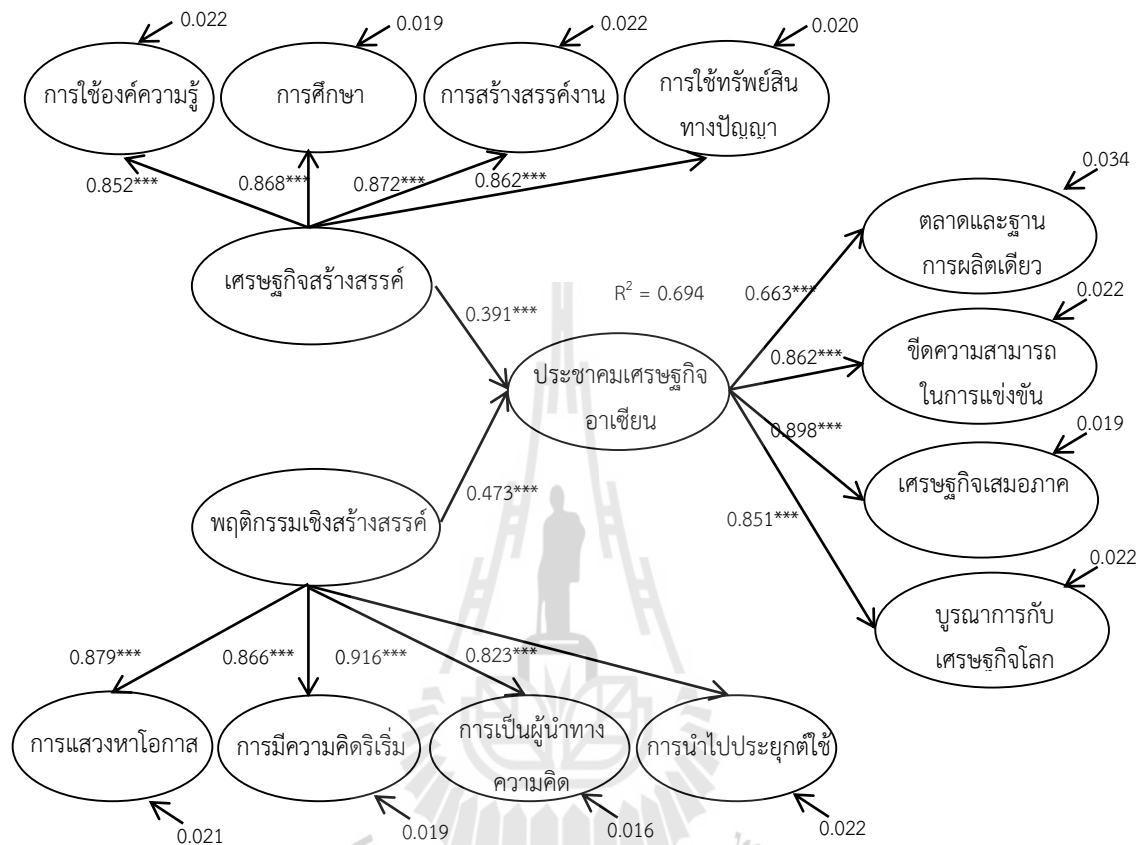 0.022
0.019
0.022
0.020
การใช้องค์ความรู้
การศึกษา
การสร้างสรรค์งาน
การใช้ทรัพย์สิน
ทางปัญญา
0.852***
0.868***
0.872***
0.862***
เศรษฐกิจสร้างสรรค์
0.391***
R² = 0.694
ประชาคมเศรษฐกิจ
อาเซียน
0.473***
พฤติกรรมเชิงสร้างสรรค์
0.663***
0.862***
0.898***
0.851***
0.034
ตลาดและฐาน
การผลิตเดียว
0.022
ขีดความสามารถ
ในการแข่งขัน
0.019
เศรษฐกิจเสมอภาค
0.022
บูรณาการกับ
เศรษฐกิจโลก
0.879***
0.866***
0.916***
0.823***
การแสวงหาโอกาส
การมีความคิดริเริ่ม
การเป็นผู้นำทาง
ความคิด
การนำไปประยุกต์ใช้
0.021
0.019
0.016
0.022